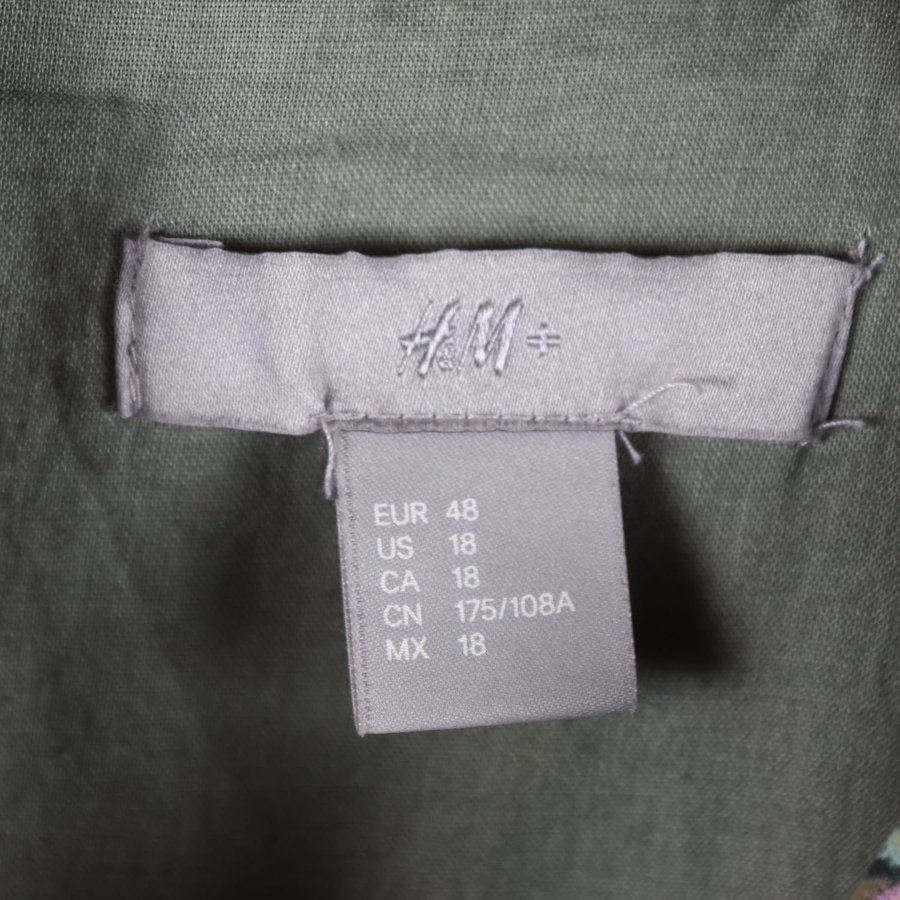 H&M +
EUR 48
US 18
CA 18
CN 175/108A
MX 18